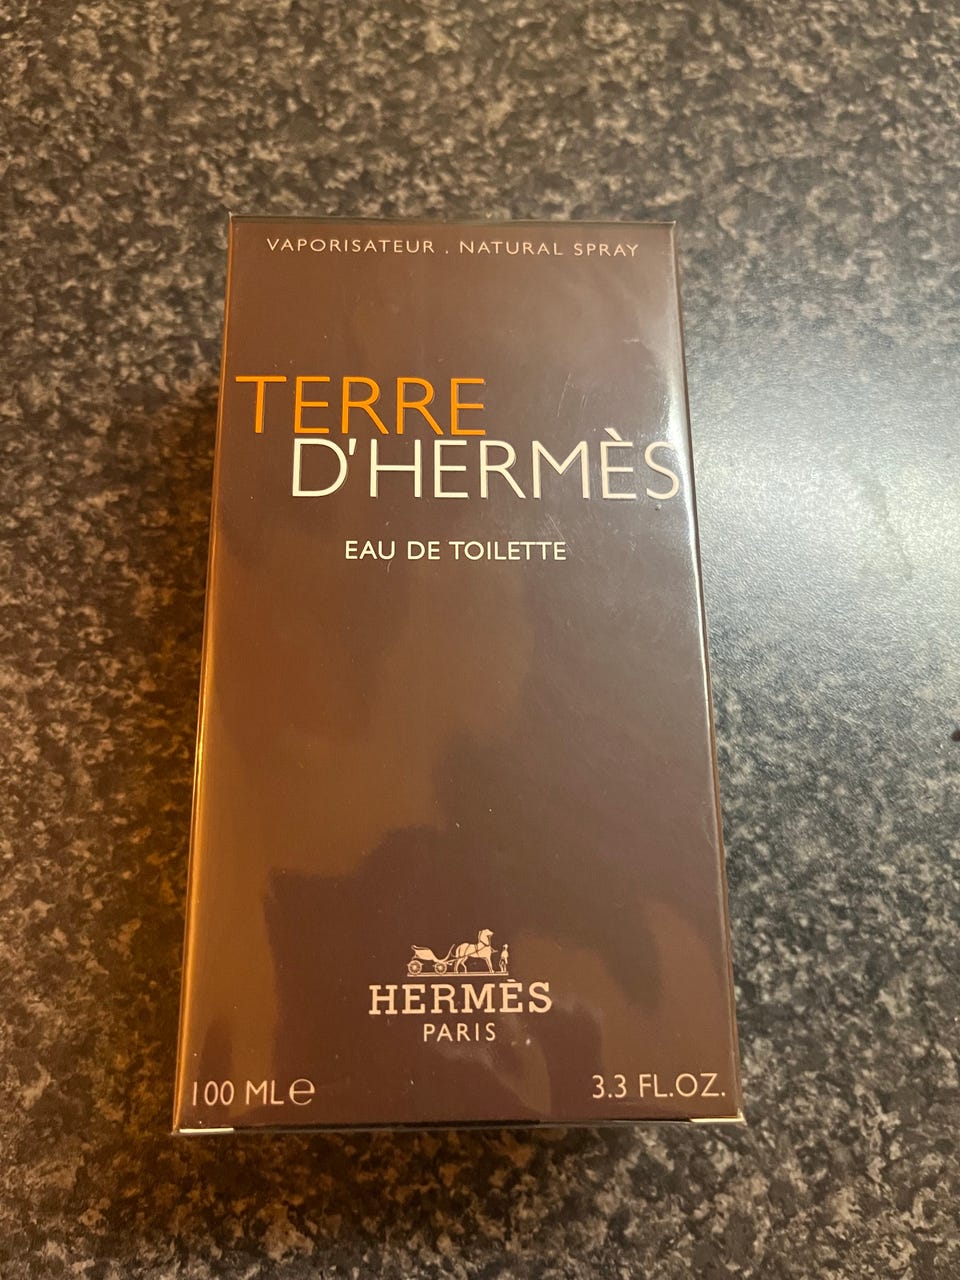 VAPORISATEUR . NATURAL SPRAY
TERRE
D'HERMÈS
EAU DE TOILETTE
HERMÈS
PARIS
100 ML ℮
3.3 FL.OZ.